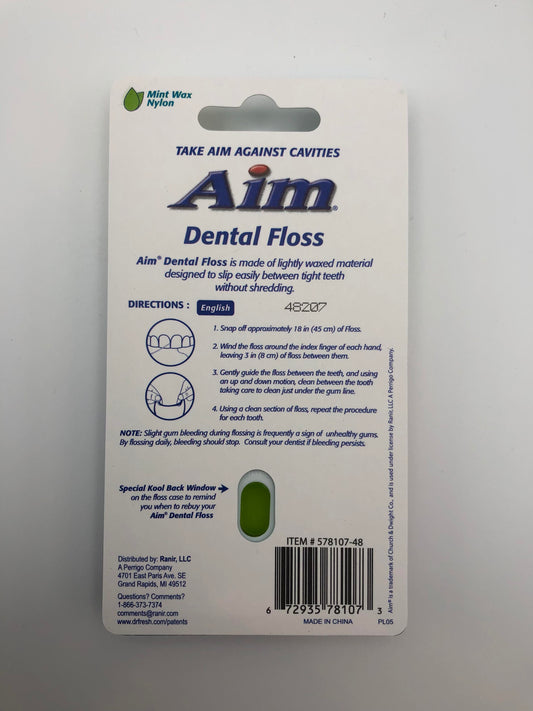 Mint Wax
Nylon
TAKE AIM AGAINST CAVITIES
Aim®
Dental Floss
Aim® Dental Floss is made of lightly waxed material
designed to slip easily between tight teeth
without shredding.
DIRECTIONS : English
48207
1. Snap off approximately 18 in (45 cm) of Floss.
2. Wind the floss around the index finger of each hand,
leaving 3 in (8 cm) of floss between them.
3. Gently guide the floss between the teeth, and using
an up and down motion, clean between the tooth
taking care to clean just under the gum line.
4. Using a clean section of floss, repeat the procedure
for each tooth.
NOTE: Slight gum bleeding during flossing is frequently a sign of unhealthy gums.
By flossing daily, bleeding should stop. Consult your dentist if bleeding persists.
Special Kool Back Window
on the floss case to remind
you when to rebuy your
Aim® Dental Floss
Distributed by: Ranir, LLC
A Perrigo Company
4701 East Paris Ave. SE
Grand Rapids, MI 49512
Questions? Comments?
1-866-373-7374
comments@ranir.com
www.drfresh.com/patents
ITEM # 578107-48
6 72935 78107 3
MADE IN CHINA
PL05
Aim® is a trademark of Church & Dwight Co., and is used under license by Ranir, LLC A Perrigo Company.